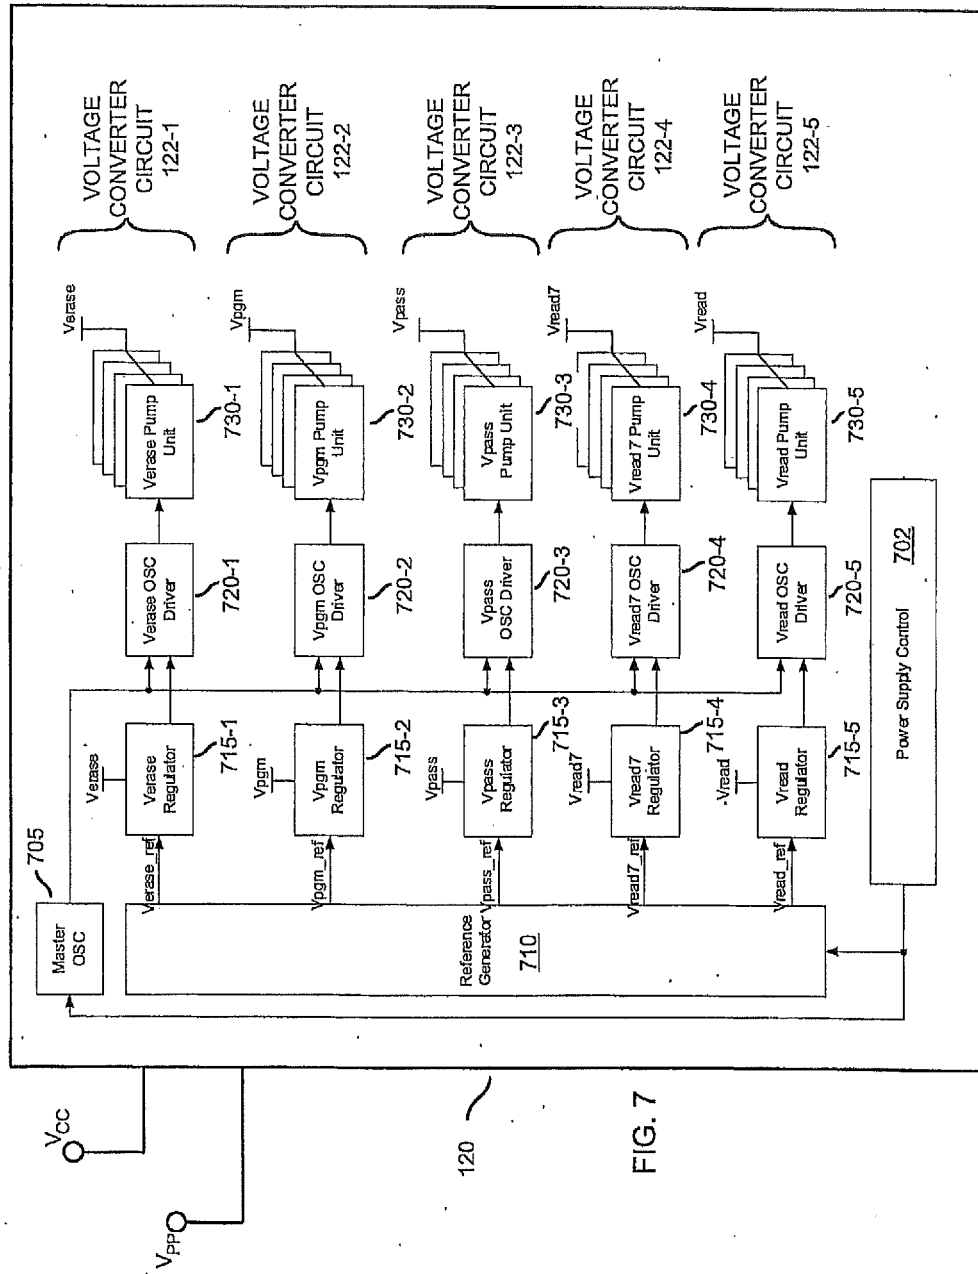 VCC
VPP
120
FIG. 7
Master
OSC
705
Reference
Generator
710
Power Supply Control
702
Verase_ref
Verase
Verase
Regulator
715-1
Verase OSC
Driver
720-1
Verase Pump
Unit
730-1
Verase
VOLTAGE
CONVERTER
CIRCUIT
122-1
Vpgm_ref
Vpgm
Vpgm
Regulator
715-2
Vpgm OSC
Driver
720-2
Vpgm Pump
Unit
730-2
Vpgm
VOLTAGE
CONVERTER
CIRCUIT
122-2
Vpass_ref
Vpass
Vpass
Regulator
715-3
Vpass
OSC Driver
720-3
Vpass
Pump Unit
730-3
Vpass
VOLTAGE
CONVERTER
CIRCUIT
122-3
Vread7_ref
Vread7
Vread7
Regulator
715-4
Vread7 OSC
Driver
720-4
Vread 7 Pump
Unit
730-4
Vread7
VOLTAGE
CONVERTER
CIRCUIT
122-4
Vread_ref
Vread
Vread
Regulator
715-5
Vread OSC
Driver
720-5
Vread Pump
Unit
730-5
Vread
VOLTAGE
CONVERTER
CIRCUIT
122-5